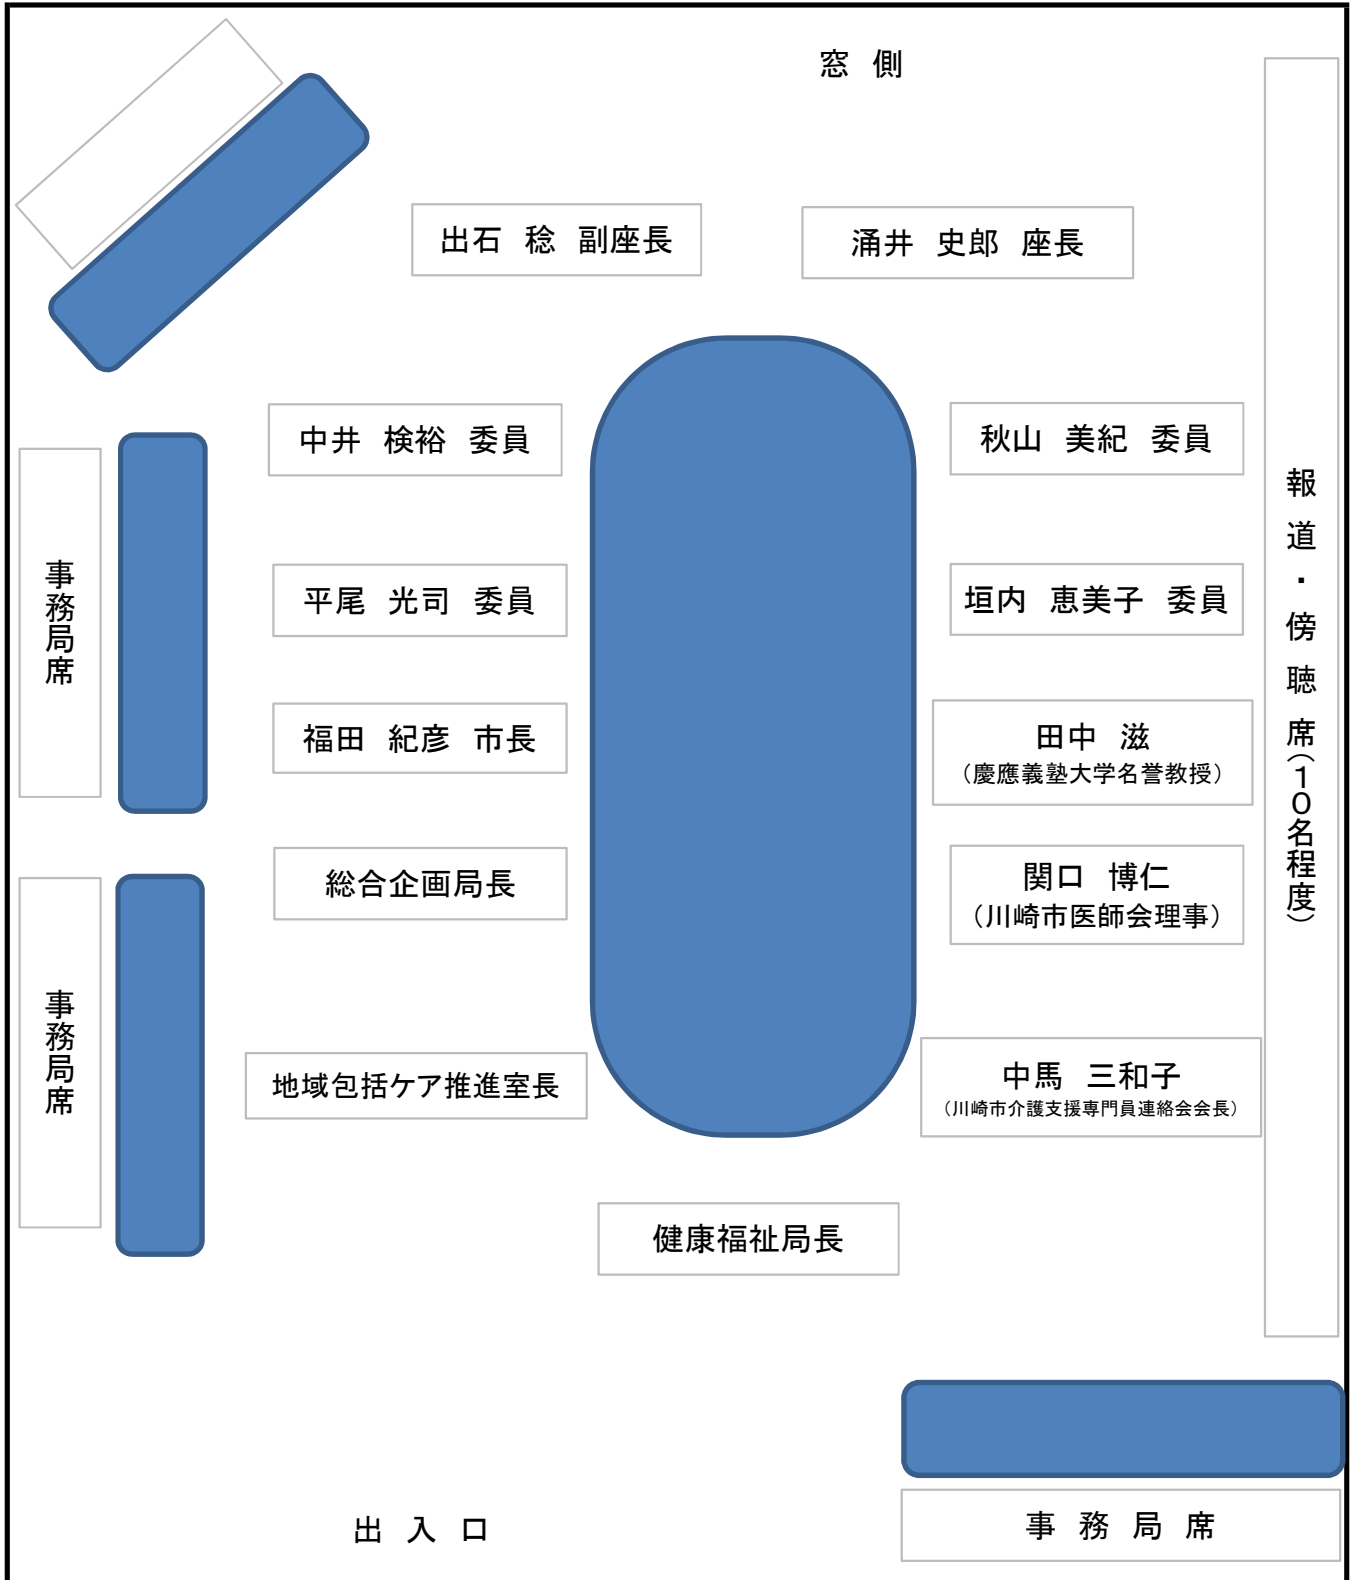 窓　側
出石　稔　副座長
涌井　史郎　座長
中井　検裕　委員
秋山　美紀　委員
平尾　光司　委員
垣内　恵美子　委員
福田　紀彦　市長
田中　滋
（慶應義塾大学名誉教授）
総合企画局長
関口　博仁
（川崎市医師会理事）
地域包括ケア推進室長
中馬　三和子
（川崎市介護支援専門員連絡会会長）
健康福祉局長
事務局席
事務局席
報道・傍聴席（１０名程度）
出　入　口
事　務　局　席